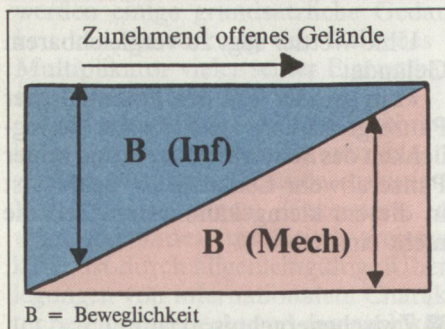 Zunehmend offenes Gelände
B (Inf)
B (Mech)
B = Beweglichkeit